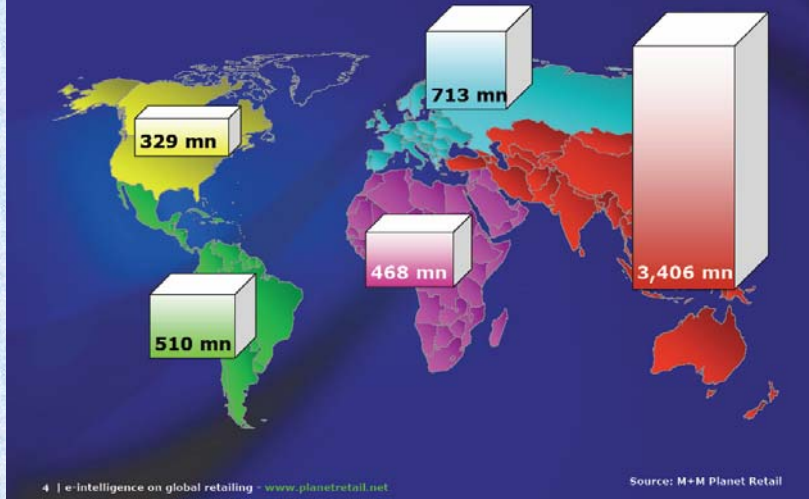 713 mn
329 mn
468 mn
3,406 mn
510 mn
4 | e-intelligence on global retailing - www.planetretail.net
Source: M+M Planet Retail